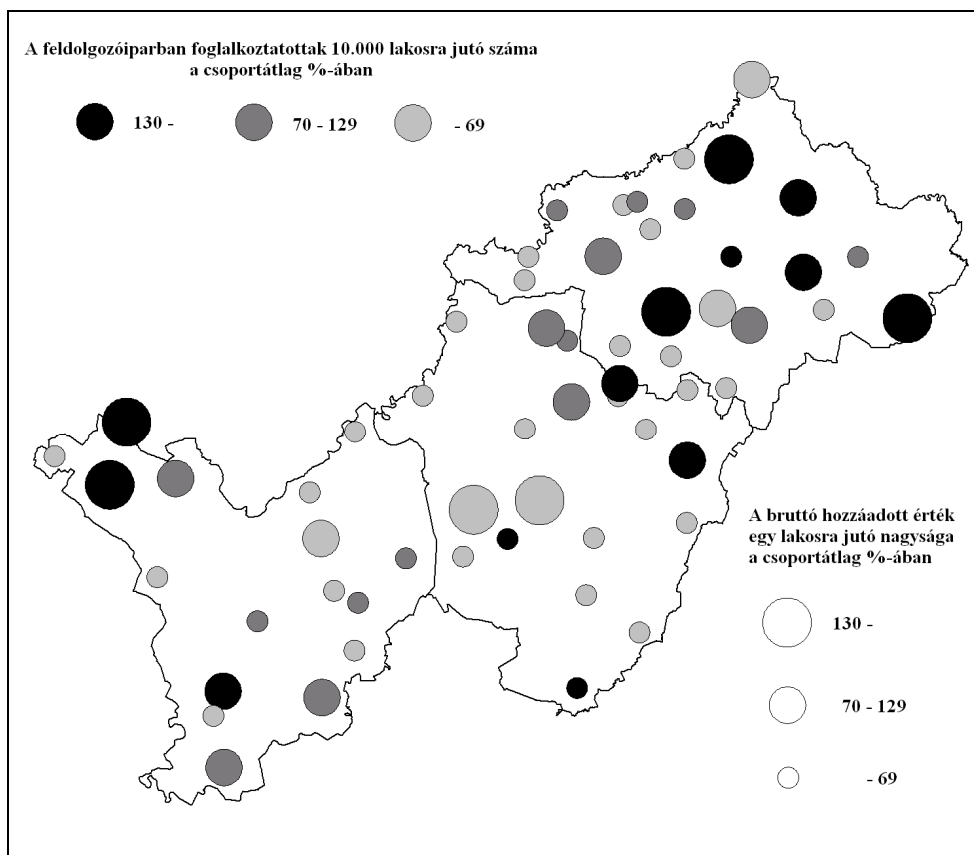 A feldolgozóiparban foglalkoztatottak 10.000 lakosra jutó száma
a csoportátlag %-ában
130 -
70 - 129
- 69
A bruttó hozzáadott érték
egy lakosra jutó nagysága
a csoportátlag %-ában
130 -
70 - 129
- 69